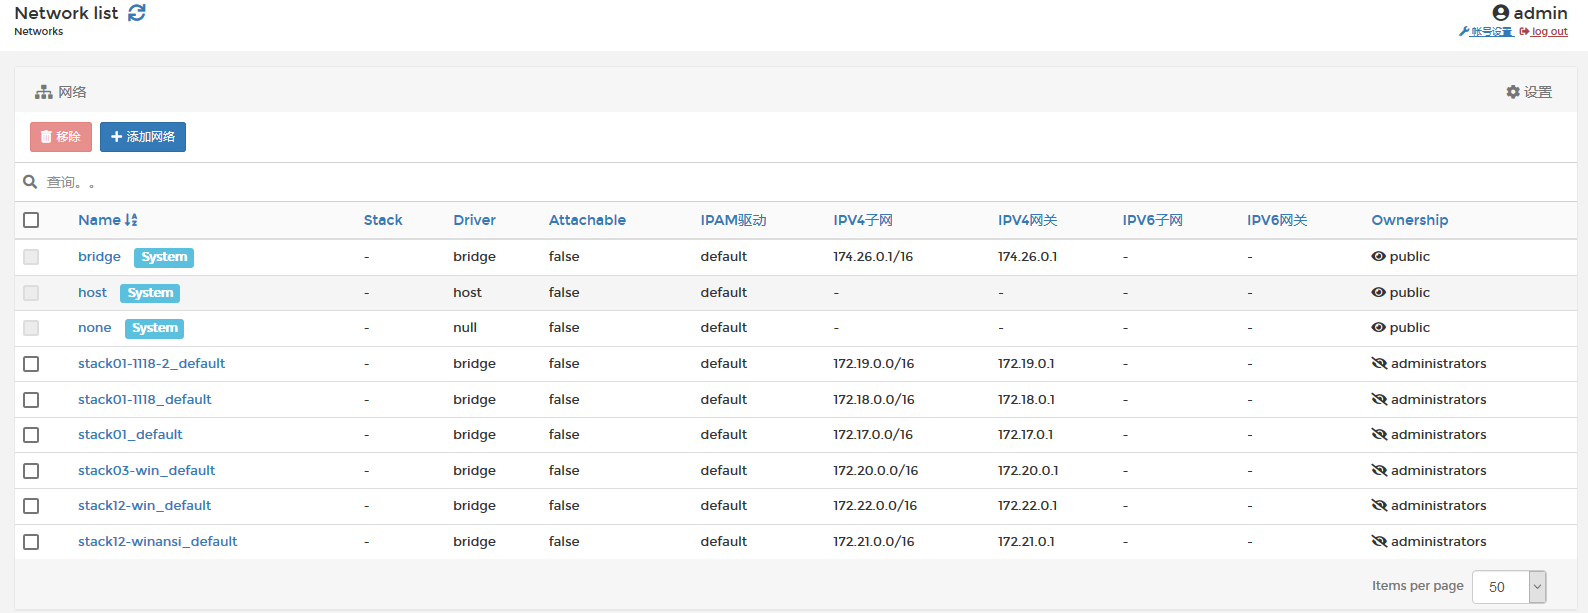 Network list
admin
Networks
帐号设置 log out
网络
设置
移除 添加网络
查询。。
Name Stack Driver Attachable IPAM驱动 IPV4子网 IPV4网关 IPV6子网 IPV6网关 Ownership
bridge System - bridge false default 174.26.0.1/16 174.26.0.1 - - public
host System - host false default - - - - public
none System - null false default - - - - public
stack01-1118-2_default - bridge false default 172.19.0.0/16 172.19.0.1 - - administrators
stack01-1118_default - bridge false default 172.18.0.0/16 172.18.0.1 - - administrators
stack01_default - bridge false default 172.17.0.0/16 172.17.0.1 - - administrators
stack03-win_default - bridge false default 172.20.0.0/16 172.20.0.1 - - administrators
stack12-win_default - bridge false default 172.22.0.0/16 172.22.0.1 - - administrators
stack12-winansi_default - bridge false default 172.21.0.0/16 172.21.0.1 - - administrators
Items per page 50